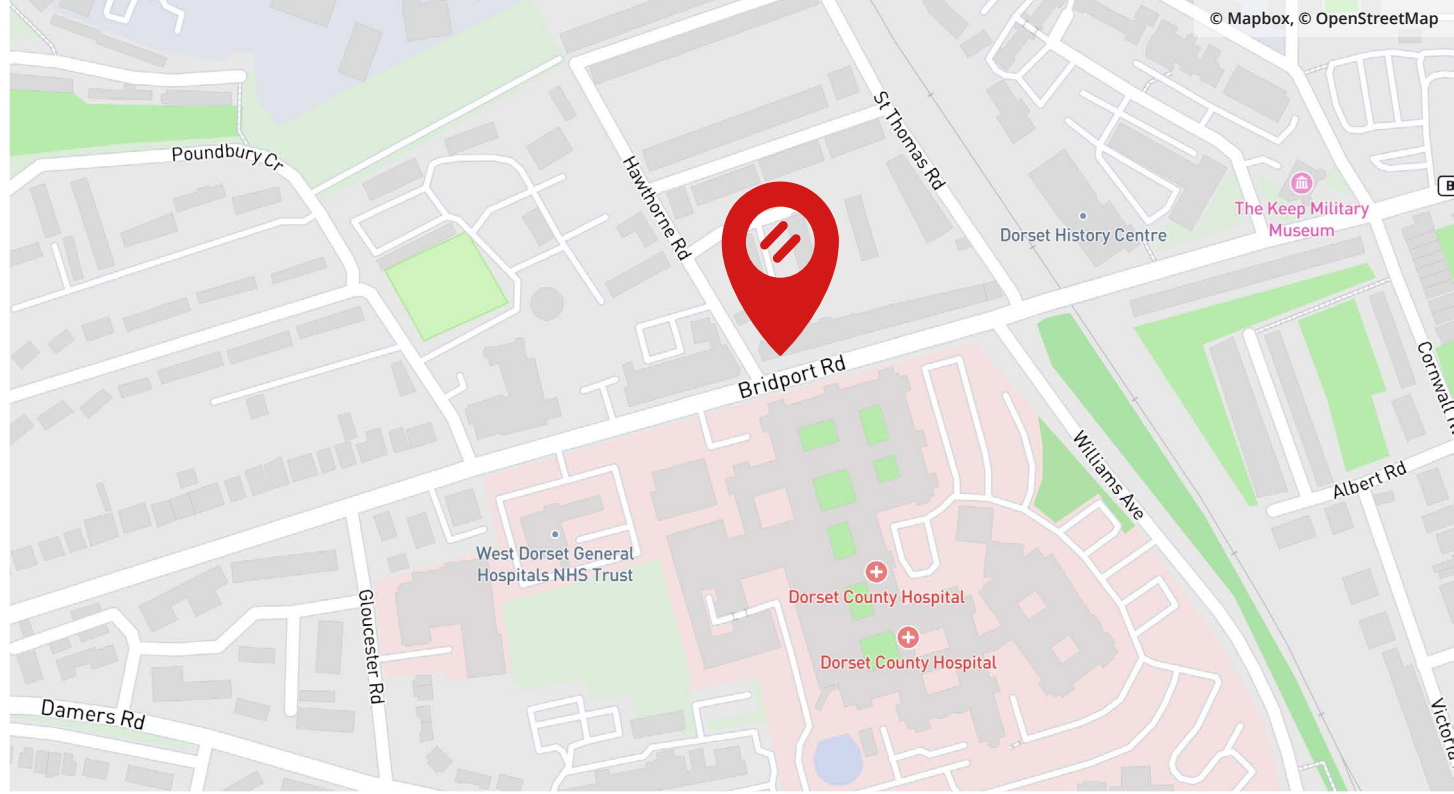 © Mapbox, © OpenStreetMap
St Thomas Rd
Poundbury Cr
Hawthorne Rd
The Keep Military
Museum
Dorset History Centre
Bridport Rd
Cornwall
Williams Ave
Albert Rd
West Dorset General
Hospitals NHS Trust
Dorset County Hospital
Gloucester Rd
Dorset County Hospital
Damers Rd
Victoria